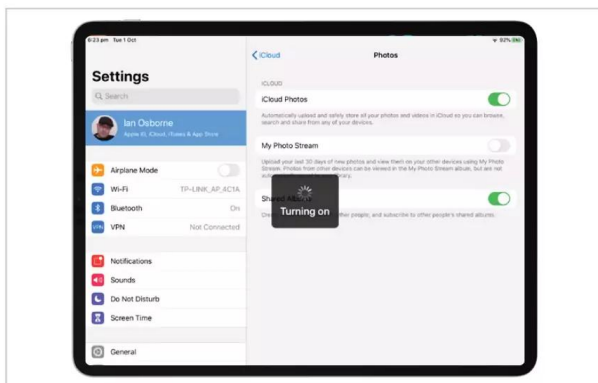 6:23 pm Tue 1 Oct
92%
Settings
Search
Ian Osborne
Apple ID, iCloud, iTunes & App Store
Airplane Mode
Wi-Fi TP-LINK_AP_4C1A
Bluetooth On
VPN VPN Not Connected
Notifications
Sounds
Do Not Disturb
Screen Time
General
iCloud Photos
ICLOUD
iCloud Photos
Automatically upload and safely store all your photos and videos in iCloud so you can browse,
search and share from any of your devices.
My Photo Stream
Upload your last 30 days of new photos and view them on your other devices using My Photo
Stream. Photos from other devices can be viewed in the My Photo Stream album, but are not
library.
Shared Albums
Turning on
other people, and subscribe to other people's shared albums.